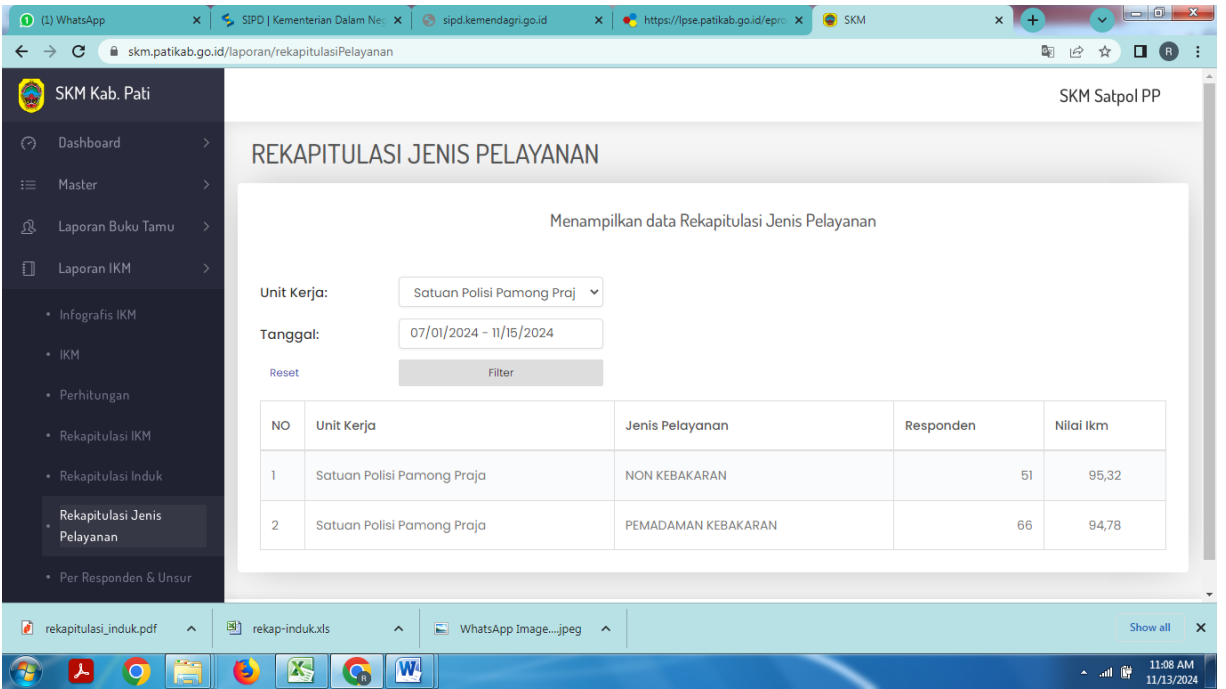 (1) WhatsApp
SIPD | Kementerian Dalam Neg
sipd.kemendagri.go.id
https://lpse.patikab.go.id/epro
SKM
skm.patikab.go.id/laporan/rekapitulasiPelayanan
R
SKM Kab. Pati
SKM Satpol PP
Dashboard
Master
Laporan Buku Tamu
Laporan IKM
Infografis IKM
IKM
Perhitungan
Rekapitulasi IKM
Rekapitulasi Induk
Rekapitulasi Jenis
Pelayanan
Per Responden & Unsur
REKAPITULASI JENIS PELAYANAN
Menampilkan data Rekapitulasi Jenis Pelayanan
Unit Kerja: Satuan Polisi Pamong Praj
Tanggal: 07/01/2024 - 11/15/2024
Reset Filter
NO Unit Kerja Jenis Pelayanan Responden Nilai Ikm
1 Satuan Polisi Pamong Praja NON KEBAKARAN 51 95,32
2 Satuan Polisi Pamong Praja PEMADAMAN KEBAKARAN 66 94,78
rekapitulasi_induk.pdf
rekap-induk.xls
WhatsApp Image....jpeg
Show all
11:08 AM
11/13/2024